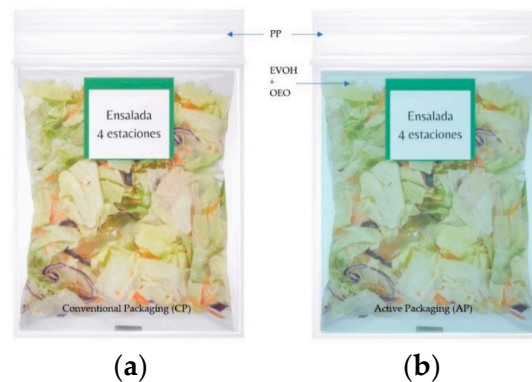 PP
EVOH
+
OEO
Ensalada
4 estaciones
Ensalada
4 estaciones
Conventional Packaging (CP)
Active Packaging (AP)
(a)
(b)